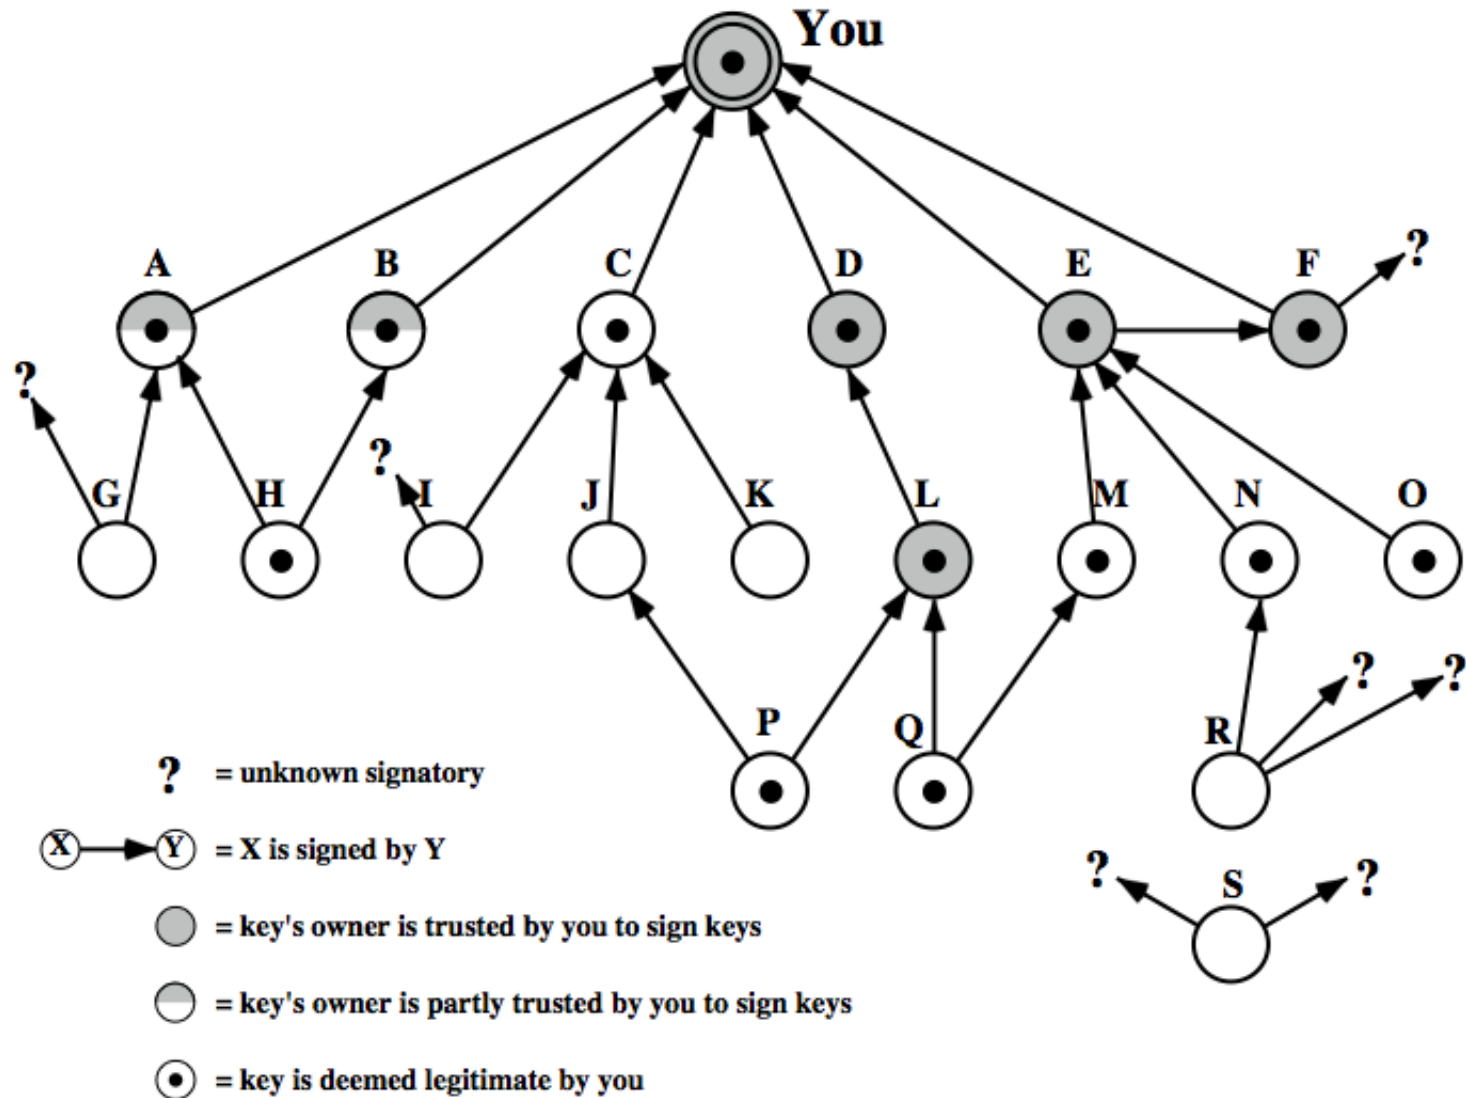 You
A B C D E F ?
?
?
G H I J K L M N O
? ?
P Q R
? = unknown signatory
X Y = X is signed by Y
? S ?
= key's owner is trusted by you to sign keys
= key's owner is partly trusted by you to sign keys
= key is deemed legitimate by you